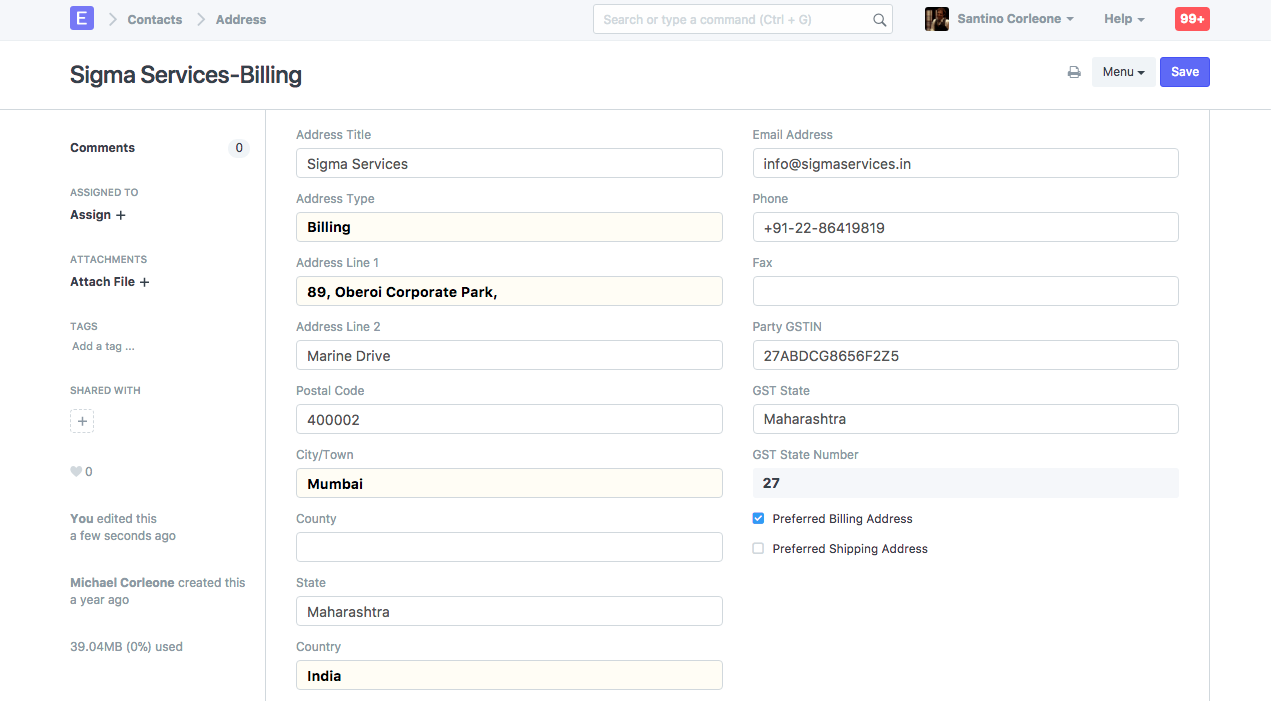 E Contacts Address Search or type a command (Ctrl + G) Santino Corleone Help 99+
Sigma Services-Billing Menu Save
Comments 0
ASSIGNED TO
Assign +
ATTACHMENTS
Attach File +
TAGS
Add a tag ...
SHARED WITH
+
0
You edited this
a few seconds ago
Michael Corleone created this
a year ago
39.04MB (0%) used
Address Title
Sigma Services
Address Type
Billing
Address Line 1
89, Oberoi Corporate Park,
Address Line 2
Marine Drive
Postal Code
400002
City/Town
Mumbai
County
State
Maharashtra
Country
India
Email Address
info@sigmaservices.in
Phone
+91-22-86419819
Fax
Party GSTIN
27ABDCG8656F2Z5
GST State
Maharashtra
GST State Number
27
Preferred Billing Address
Preferred Shipping Address